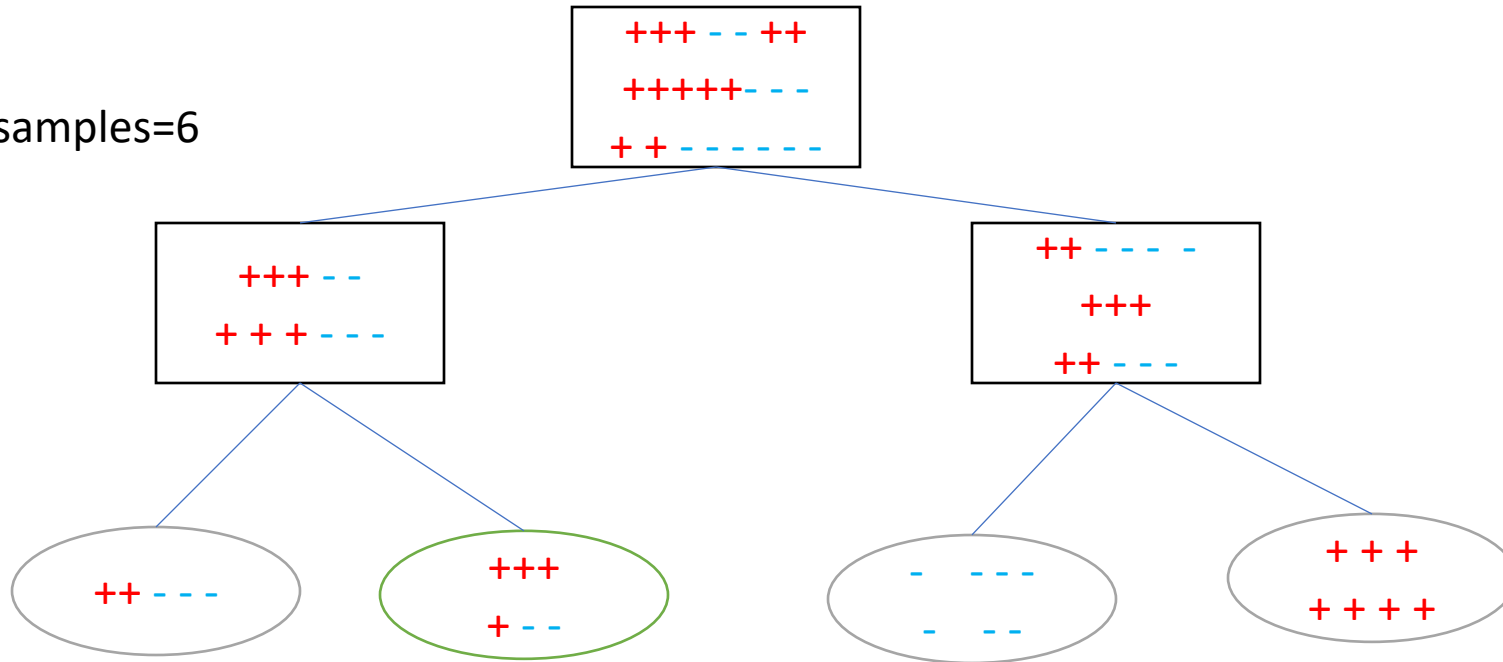 +++ - - ++
+++++- - -
samples=6
+ + - - - - - -
+++ - -
+ + + - - -
++ - - - -  -
+++
++ - - -
++ - - -
+++
+ - -
-   - - -
-   - -
+ + +
+ + + +